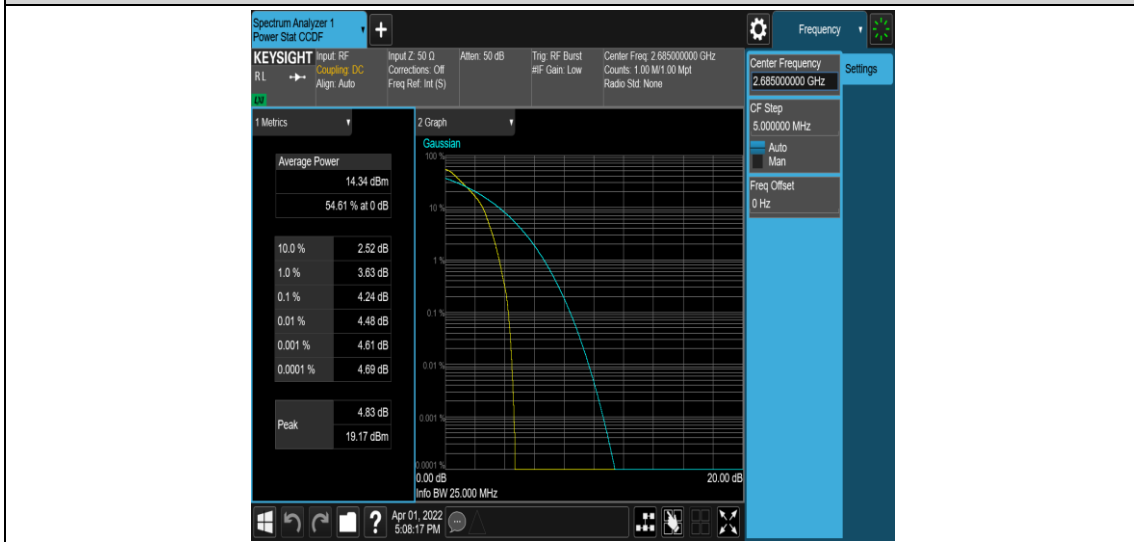 Spectrum Analyzer 1
Power Stat CCDF
+
Frequency
KEYSIGHT
RL
LXI
Input: RF
Coupling: DC
Align: Auto
Input Z: 50 Ω
Corrections: Off
Freq Ref: Int (S)
Atten: 50 dB
Trig: RF Burst
#IF Gain: Low
Center Freq: 2.685000000 GHz
Counts: 1.00 M/1.00 Mpt
Radio Std: None
Center Frequency
2.685000000 GHz
Settings
CF Step
5.000000 MHz
Auto
Man
Freq Offset
0 Hz
1 Metrics
Average Power
14.34 dBm
54.61 % at 0 dB
10.0 % 2.52 dB
1.0 % 3.63 dB
0.1 % 4.24 dB
0.01 % 4.48 dB
0.001 % 4.61 dB
0.0001 % 4.69 dB
Peak
4.83 dB
19.17 dBm
2 Graph
Gaussian
100 %
10 %
1 %
0.1 %
0.01 %
0.001 %
0.0001 %
0.00 dB 20.00 dB
Info BW 25.000 MHz
?
Apr 01, 2022
5:08:17 PM